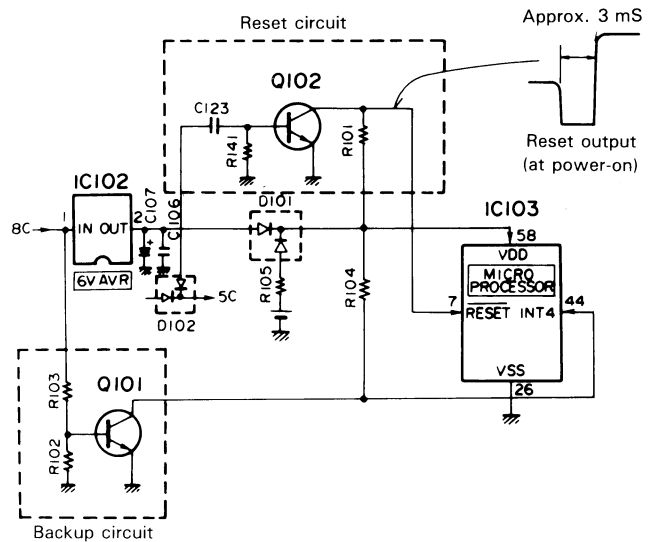 Reset circuit
Approx. 3 mS
Q102
C123
R141
R101
Reset output
(at power-on)
IC102
C107
C106
D101
IC103
8C
1
IN OUT
2
58
VDD
MICRO
PROCESSOR
6V AVR
R105
R104
5C
D102
7
RESET INT4
44
VSS
26
R103
Q101
R102
Backup circuit